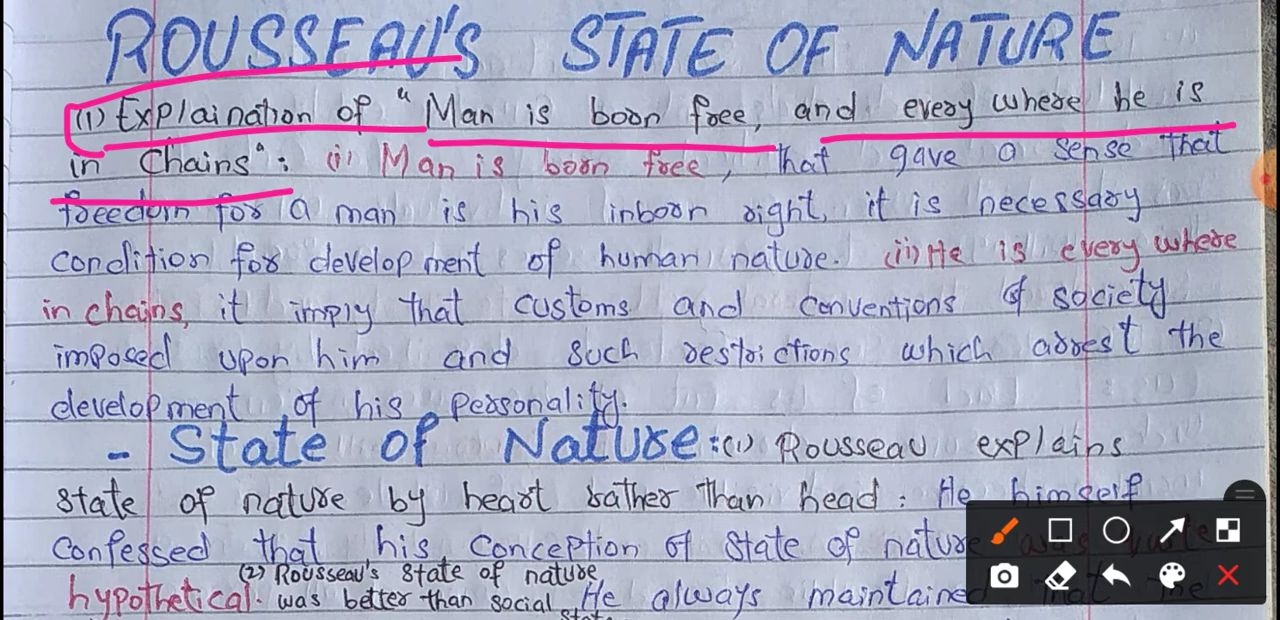 ROUSSEAU'S STATE OF NATURE
(1) Explaination of "Man is born free, and every where he is
in Chains": (i) Man is born free, that gave a sense that
freedom for a man is his inborn right, it is necessary
condition for development of human nature. (ii) He is every where
in chains, it imply that customs and conventions of society
imposed upon him and such restrictions which arrest the
development of his personality.
- State of Nature: (1) Rousseau explains
state of nature by heart rather than head. He himself
confessed that his conception of state of nature was quite
hypothetical. (2) Rousseau's state of nature
was better than social state He always maintained that the